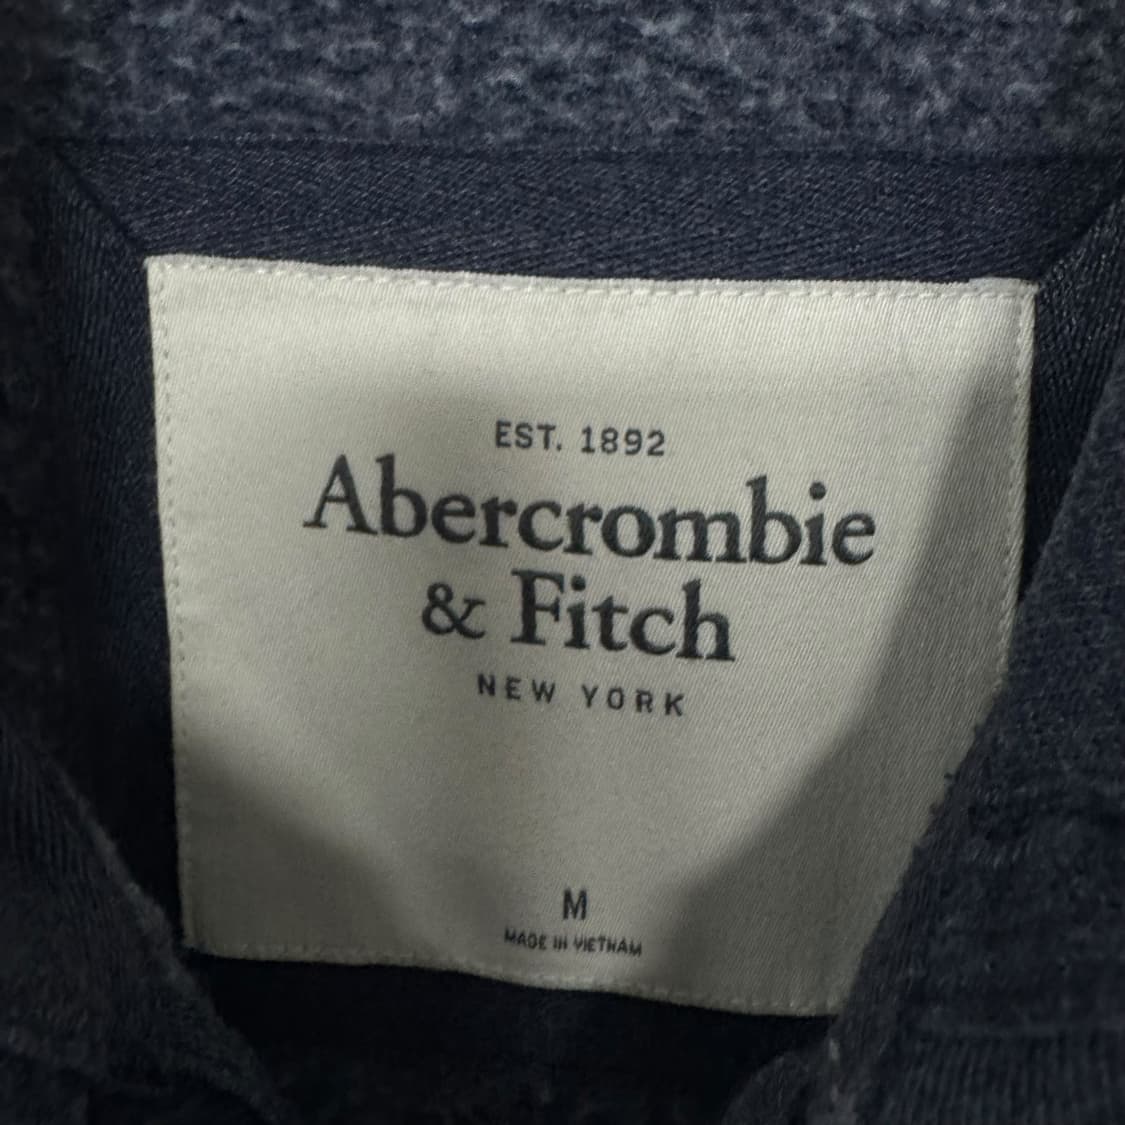 EST. 1892
Abercrombie
& Fitch
NEW YORK
M
MADE IN VIETNAM